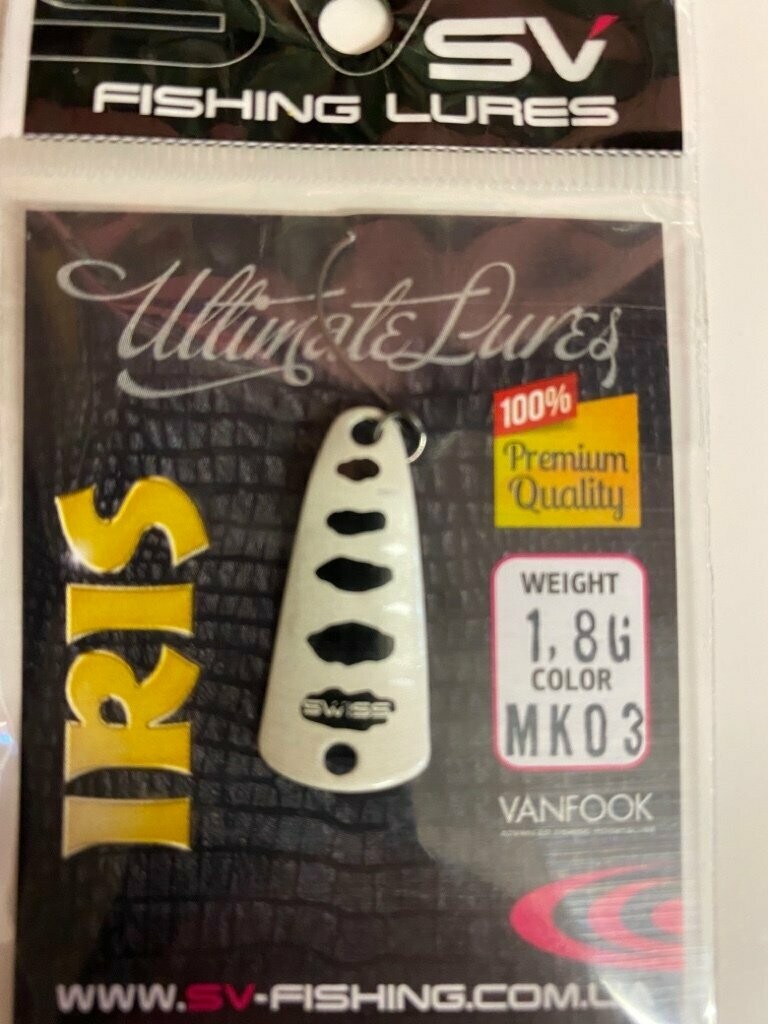 SV
FISHING LURES
Ultimate Lures
100%
Premium
Quality
IRIS
WEIGHT
1,8G
COLOR
MK03
SWISS
VANFOOK
WWW.SV-FISHING.COM.UA